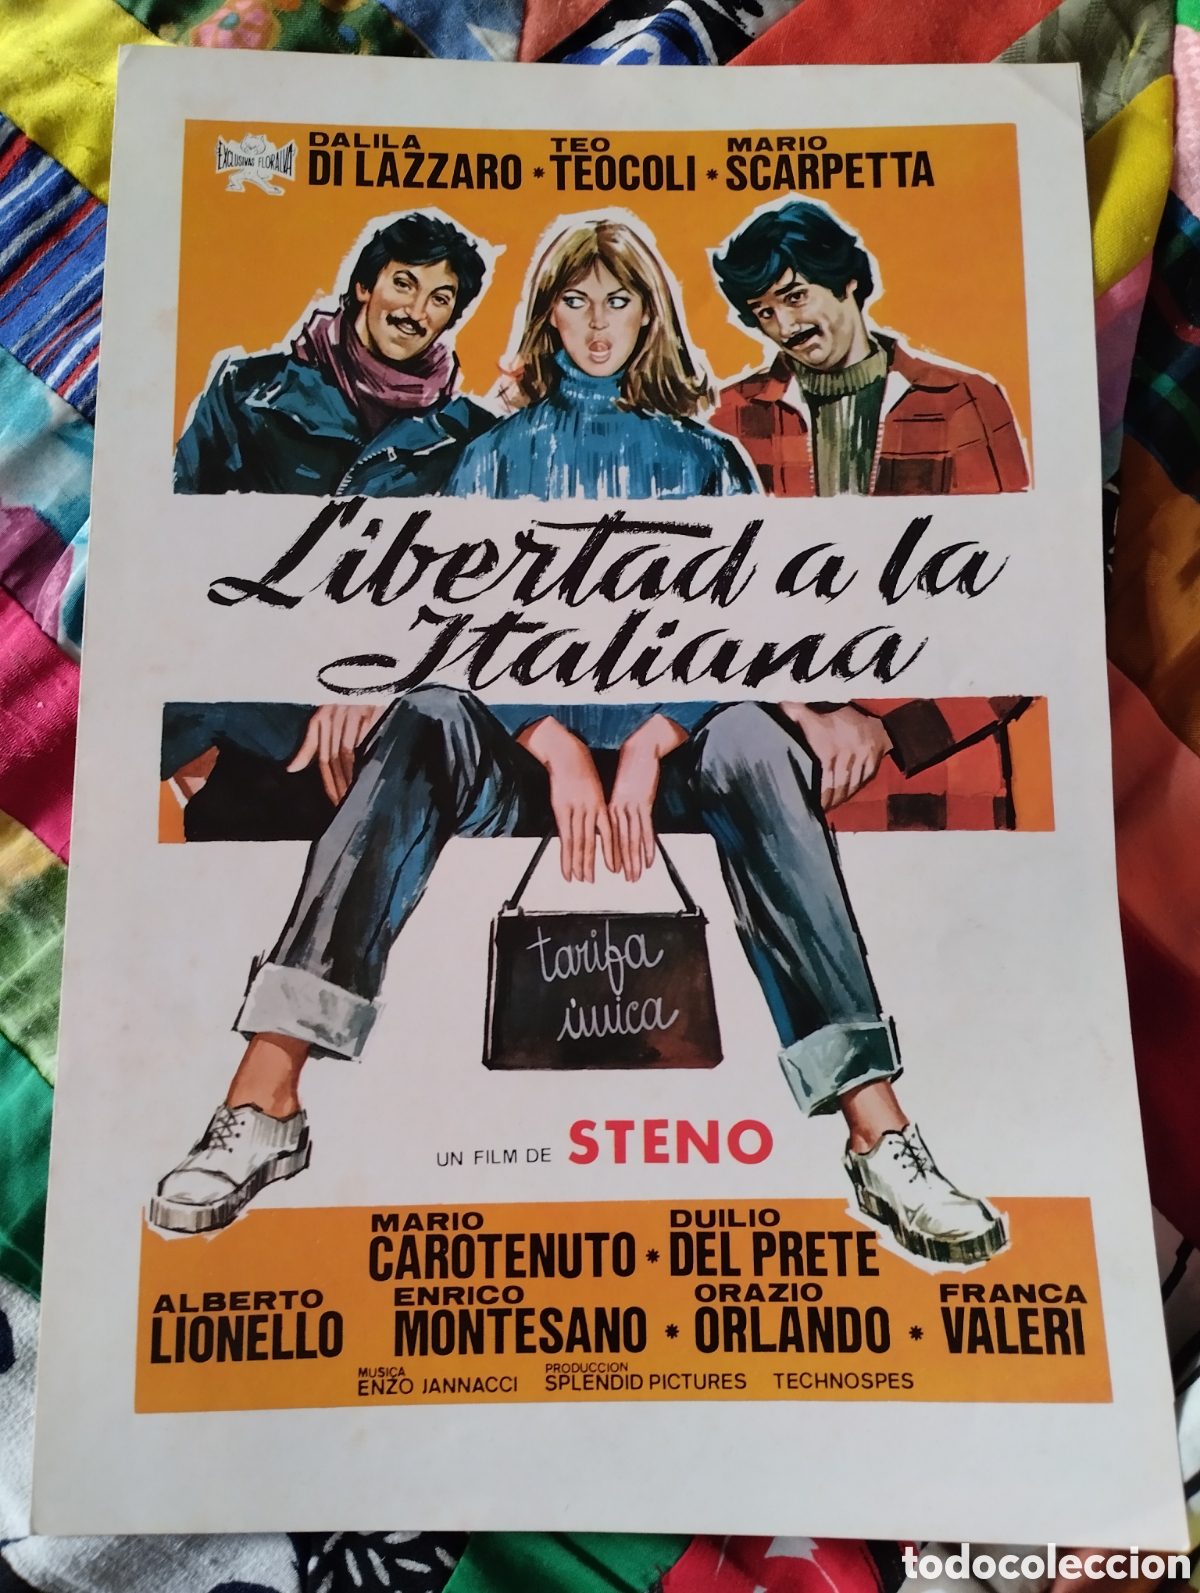 EXCLUSIVAS FLORALVA
DALILA
DI LAZZARO * TEO
TEOCOLI * MARIO
SCARPETTA
Libertad a la
Italiana
tarifa
única
UN FILM DE STENO
MARIO
CAROTENUTO * DUILIO
DEL PRETE
ALBERTO
LIONELLO
ENRICO
MONTESANO * ORAZIO
ORLANDO * FRANCA
VALERI
MUSICA
ENZO JANNACCI
PRODUCCION
SPLENDID PICTURES TECHNOSPES
todocoleccion